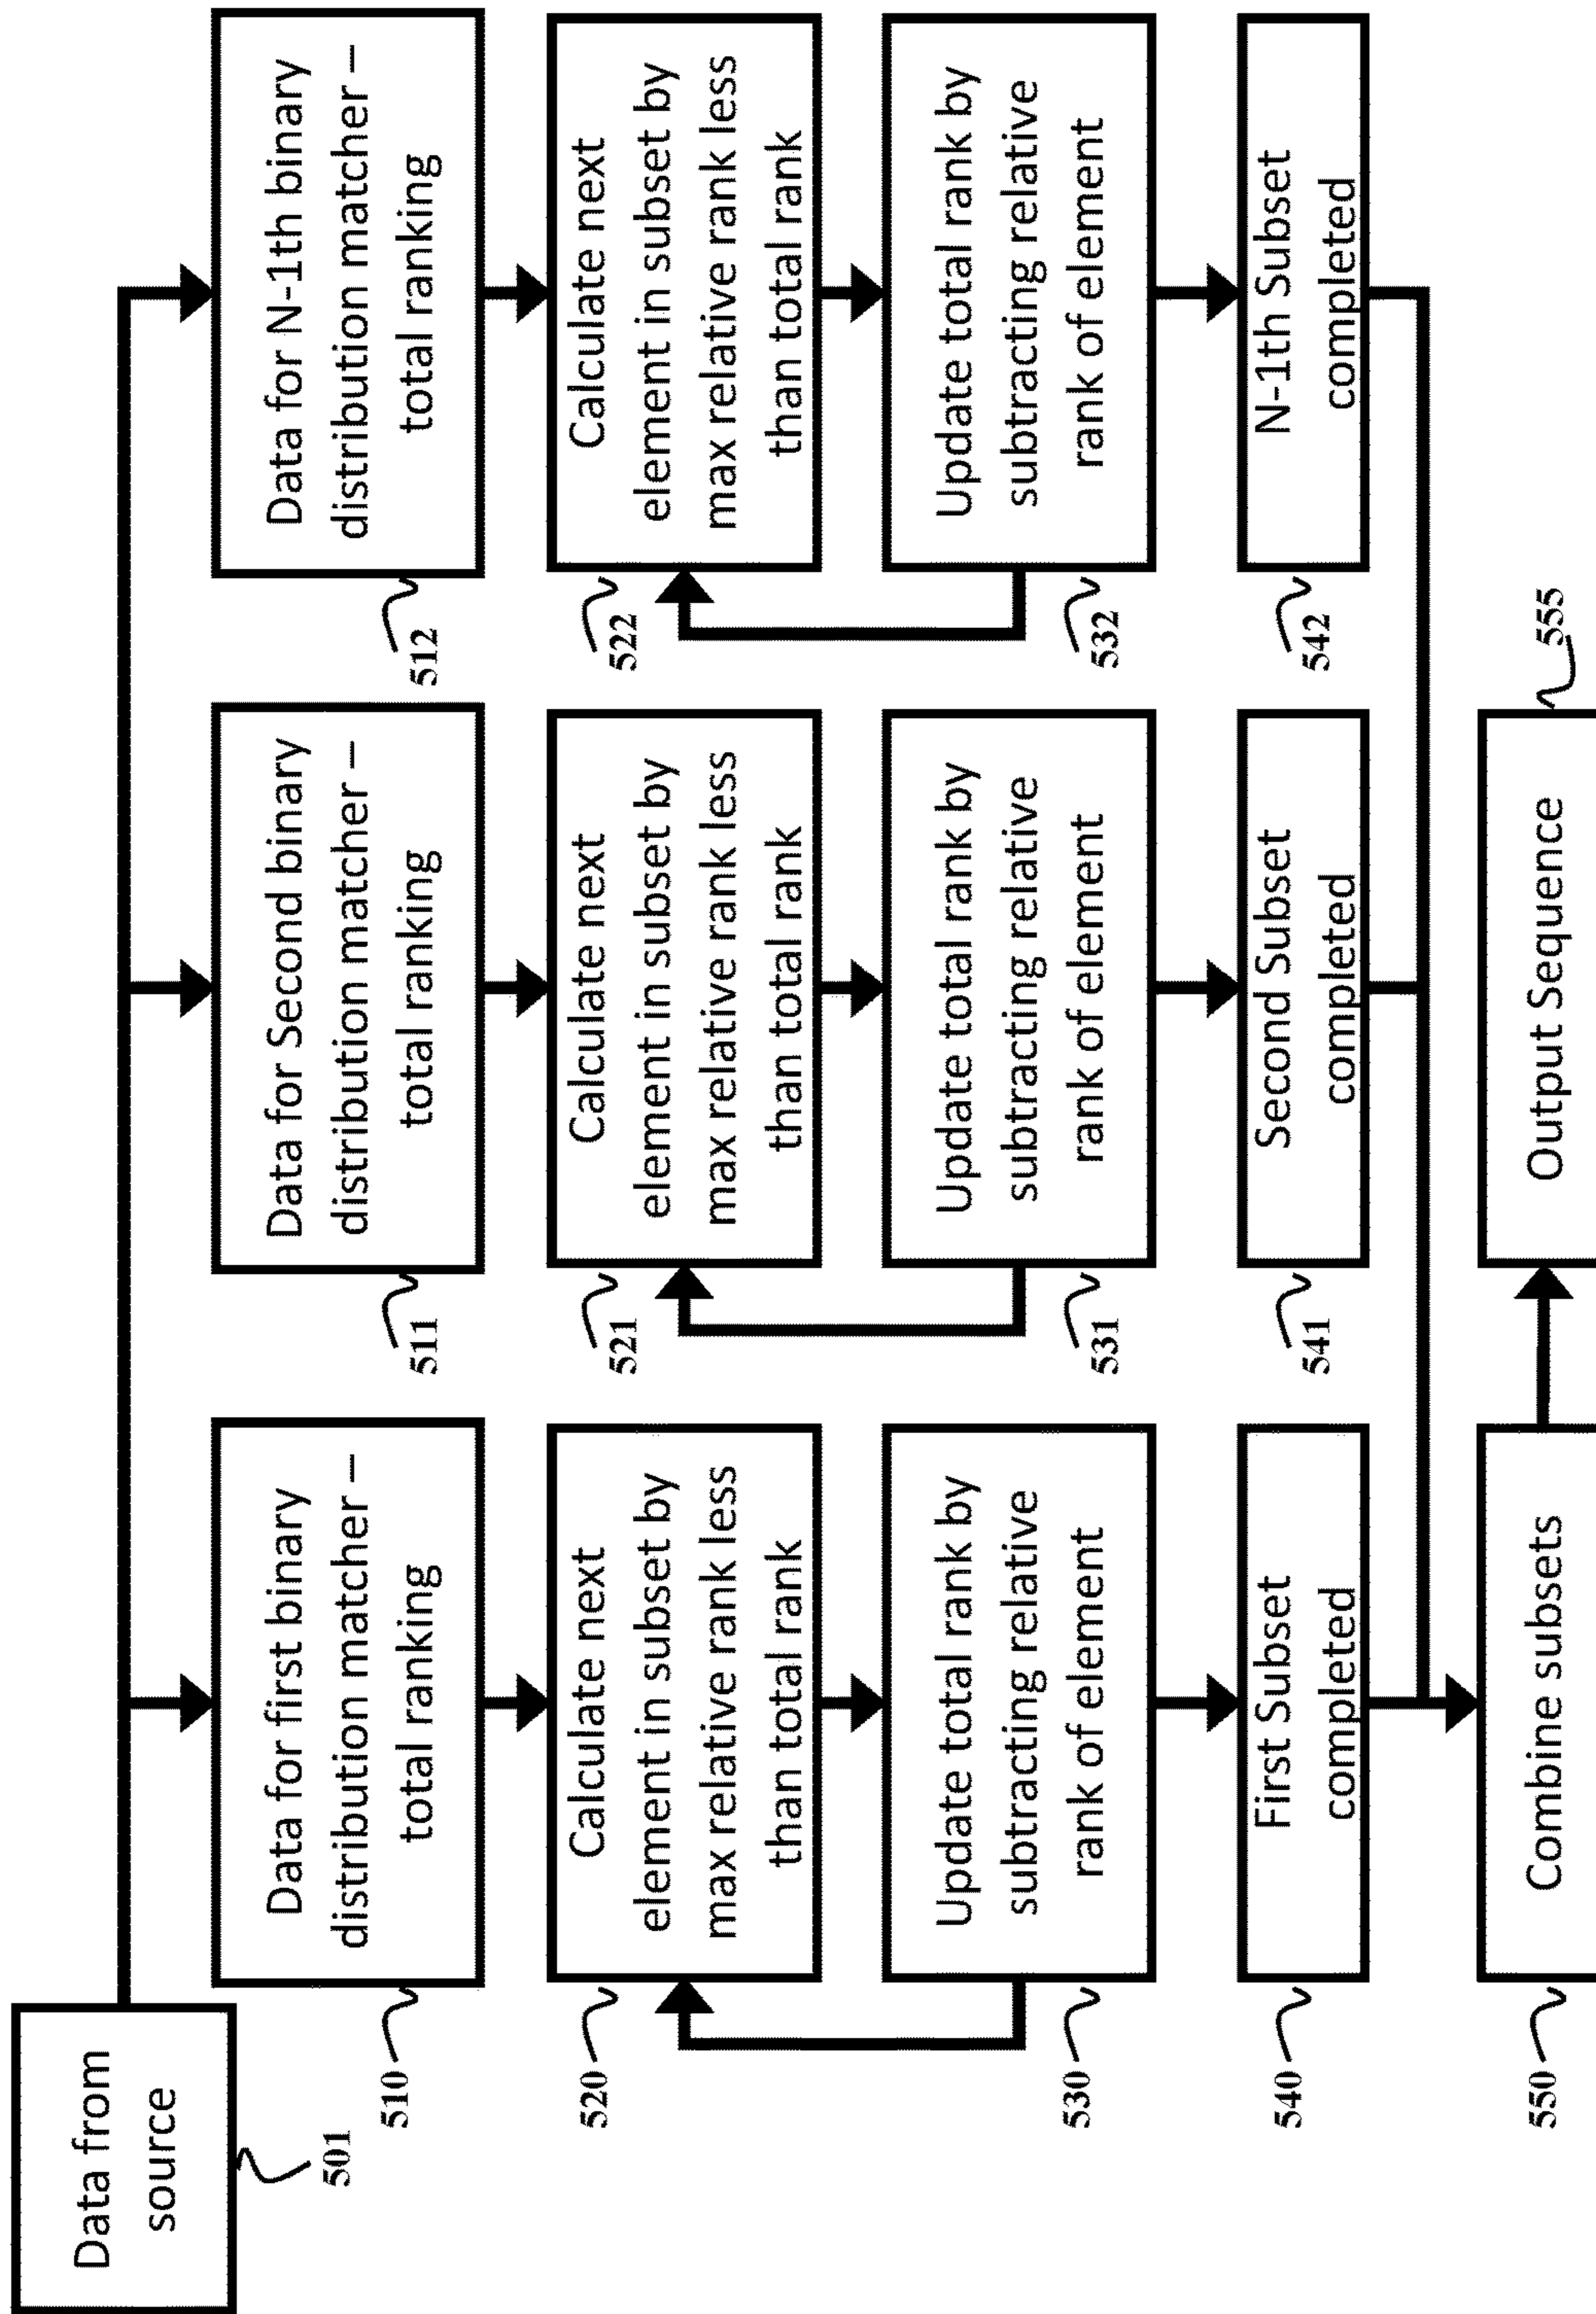 Data from
source
501
Data for first binary
distribution matcher –
total ranking
510
Calculate next
element in subset by
max relative rank less
than total rank
520
Update total rank by
subtracting relative
rank of element
530
First Subset
completed
540
Data for Second binary
distribution matcher –
total ranking
511
Calculate next
element in subset by
max relative rank less
than total rank
521
Update total rank by
subtracting relative
rank of element
531
Second Subset
completed
541
Data for N-1th binary
distribution matcher –
total ranking
512
Calculate next
element in subset by
max relative rank less
than total rank
522
Update total rank by
subtracting relative
rank of element
532
N-1th Subset
completed
542
Combine subsets
550
Output Sequence
555